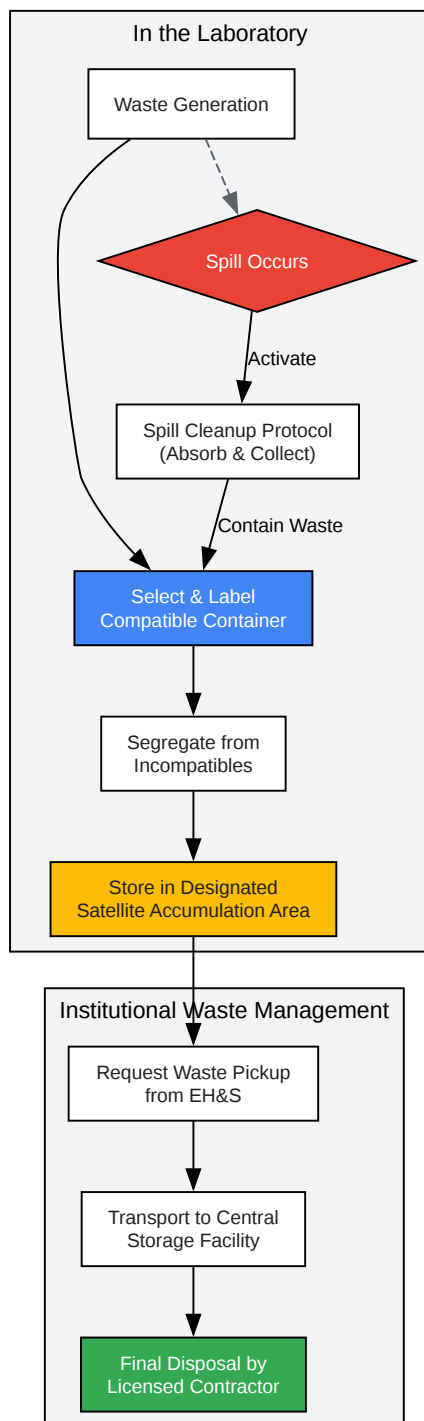 In the Laboratory
Waste Generation
Spill Occurs
Activate
Spill Cleanup Protocol
(Absorb & Collect)
Contain Waste
Select & Label
Compatible Container
Segregate from
Incompatibles
Store in Designated
Satellite Accumulation Area
Institutional Waste Management
Request Waste Pickup
from EH&S
Transport to Central
Storage Facility
Final Disposal by
Licensed Contractor